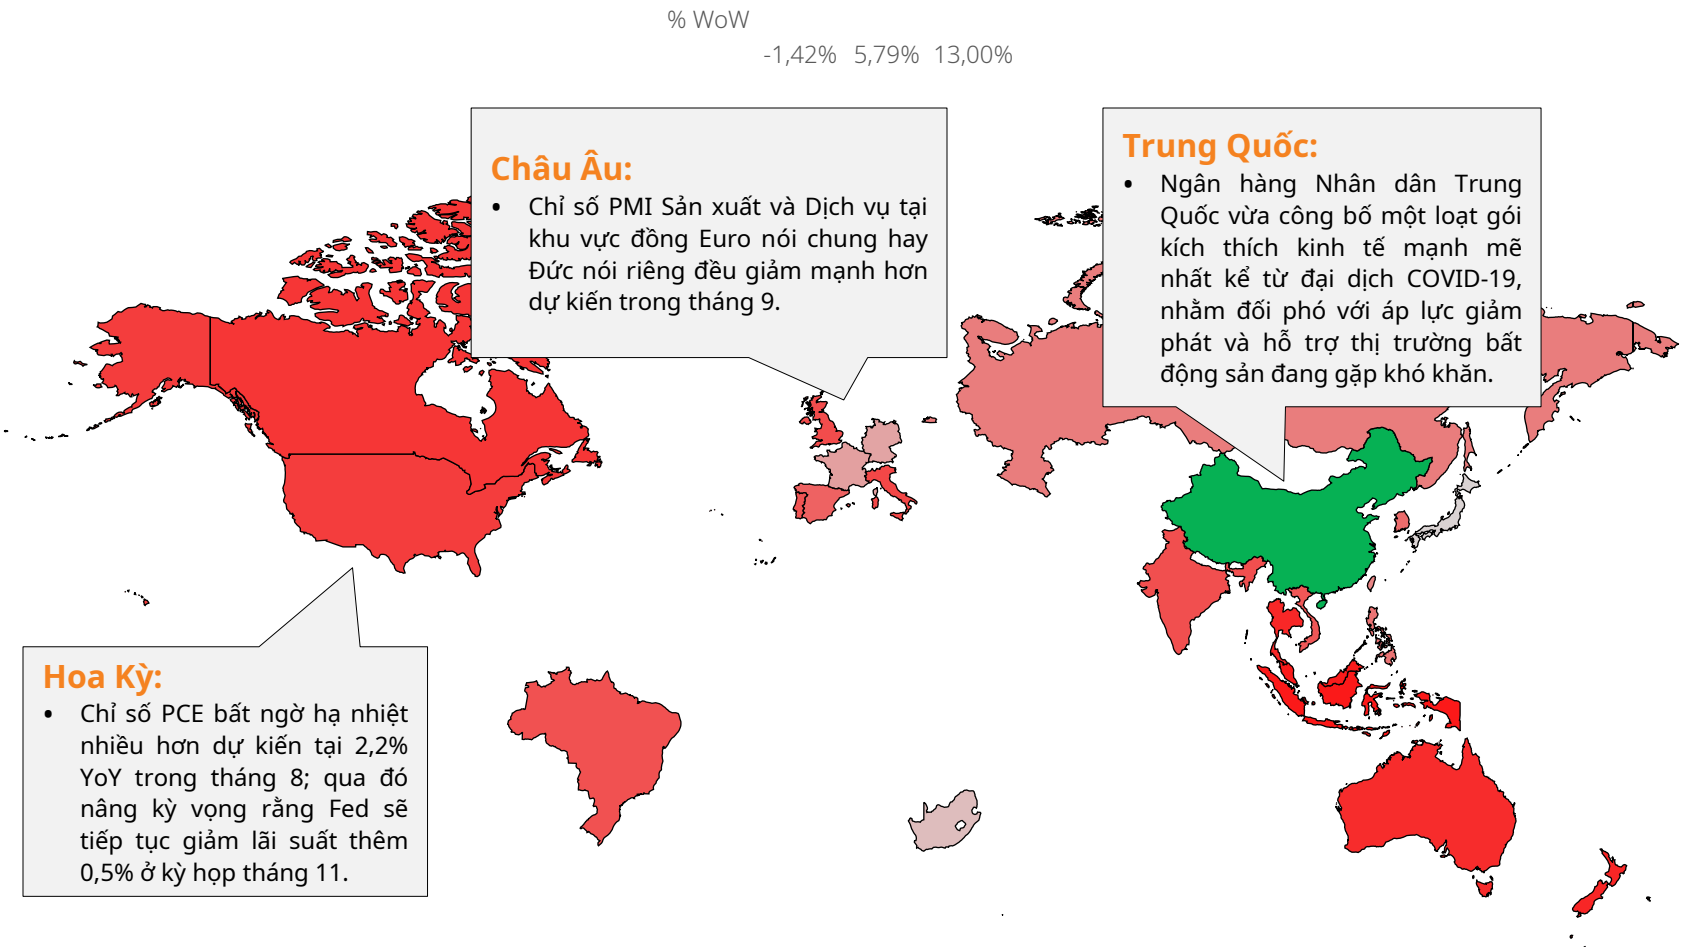 % WoW
-1,42% 5,79% 13,00%
Châu Âu:
• Chỉ số PMI Sản xuất và Dịch vụ tại
khu vực đồng Euro nói chung hay
Đức nói riêng đều giảm mạnh hơn
dự kiến trong tháng 9.
Trung Quốc:
• Ngân hàng Nhân dân Trung
Quốc vừa công bố một loạt gói
kích thích kinh tế mạnh mẽ
nhất kể từ đại dịch COVID-19,
nhằm đối phó với áp lực giảm
phát và hỗ trợ thị trường bất
động sản đang gặp khó khăn.
Hoa Kỳ:
• Chỉ số PCE bất ngờ hạ nhiệt
nhiều hơn dự kiến tại 2,2%
YoY trong tháng 8; qua đó
nâng kỳ vọng rằng Fed sẽ
tiếp tục giảm lãi suất thêm
0,5% ở kỳ họp tháng 11.